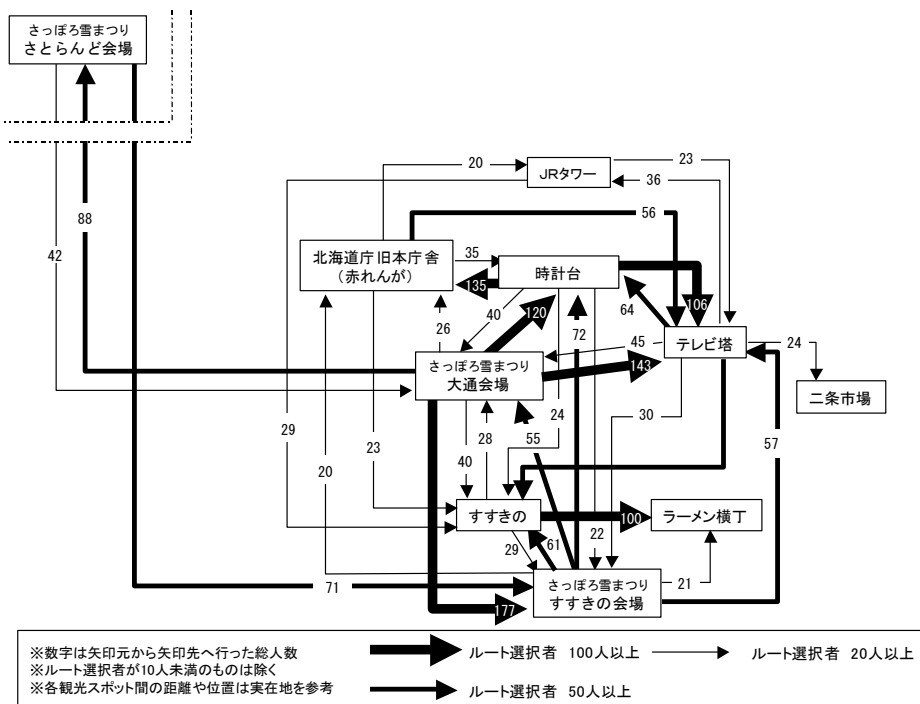 さっぽろ雪まつり
さとらんど会場
88
42
20
23
JRタワー
36
56
北海道庁旧本庁舎
(赤れんが)
35
時計台
135
106
40
120
26
72
64
テレビ塔
24
45
さっぽろ雪まつり
大通会場
143
二条市場
29
23
20
40
28
55
24
30
57
すすきの
100
ラーメン横丁
29
61
22
さっぽろ雪まつり
すすきの会場
21
71
177
※数字は矢印元から矢印先へ行った総人数
※ルート選択者が10人未満のものは除く
※各観光スポット間の距離や位置は実在地を参考
ルート選択者 100人以上
ルート選択者 20人以上
ルート選択者 50人以上